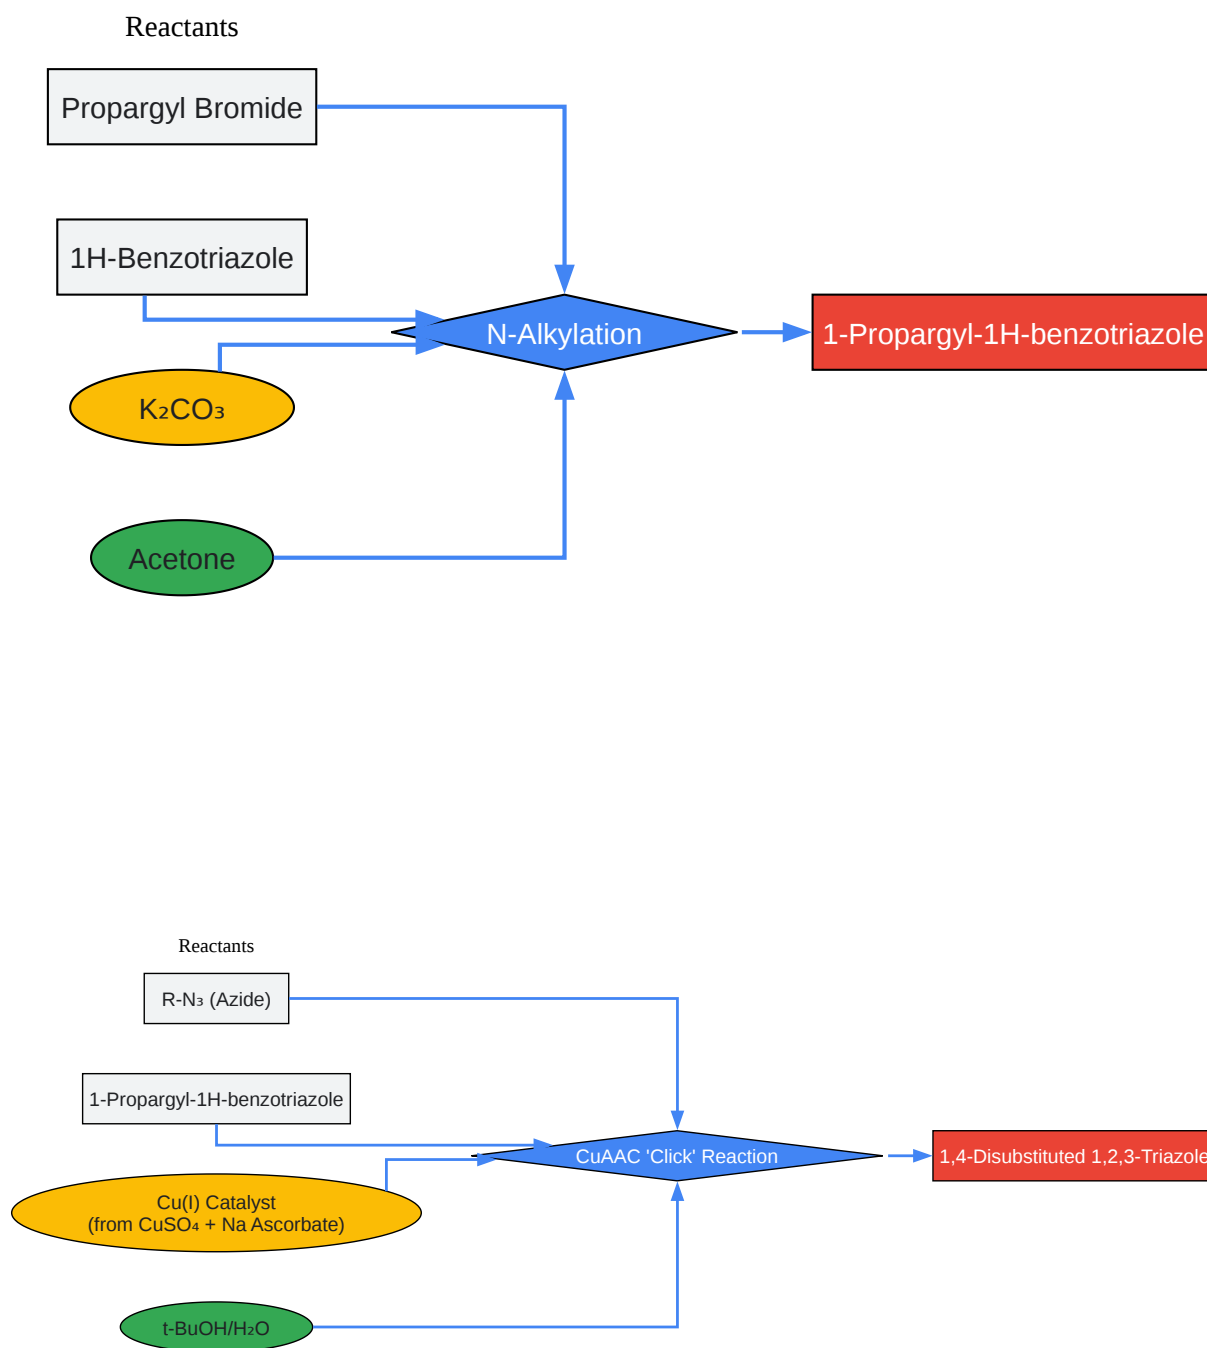 Reactants
Propargyl Bromide
1H-Benzotriazole
N-Alkylation
1-Propargyl-1H-benzotriazole
K₂CO₃
Acetone
Reactants
R-N₃ (Azide)
1-Propargyl-1H-benzotriazole
CuAAC 'Click' Reaction
1,4-Disubstituted 1,2,3-Triazole
Cu(I) Catalyst
(from CuSO₄ + Na Ascorbate)
t-BuOH/H₂O